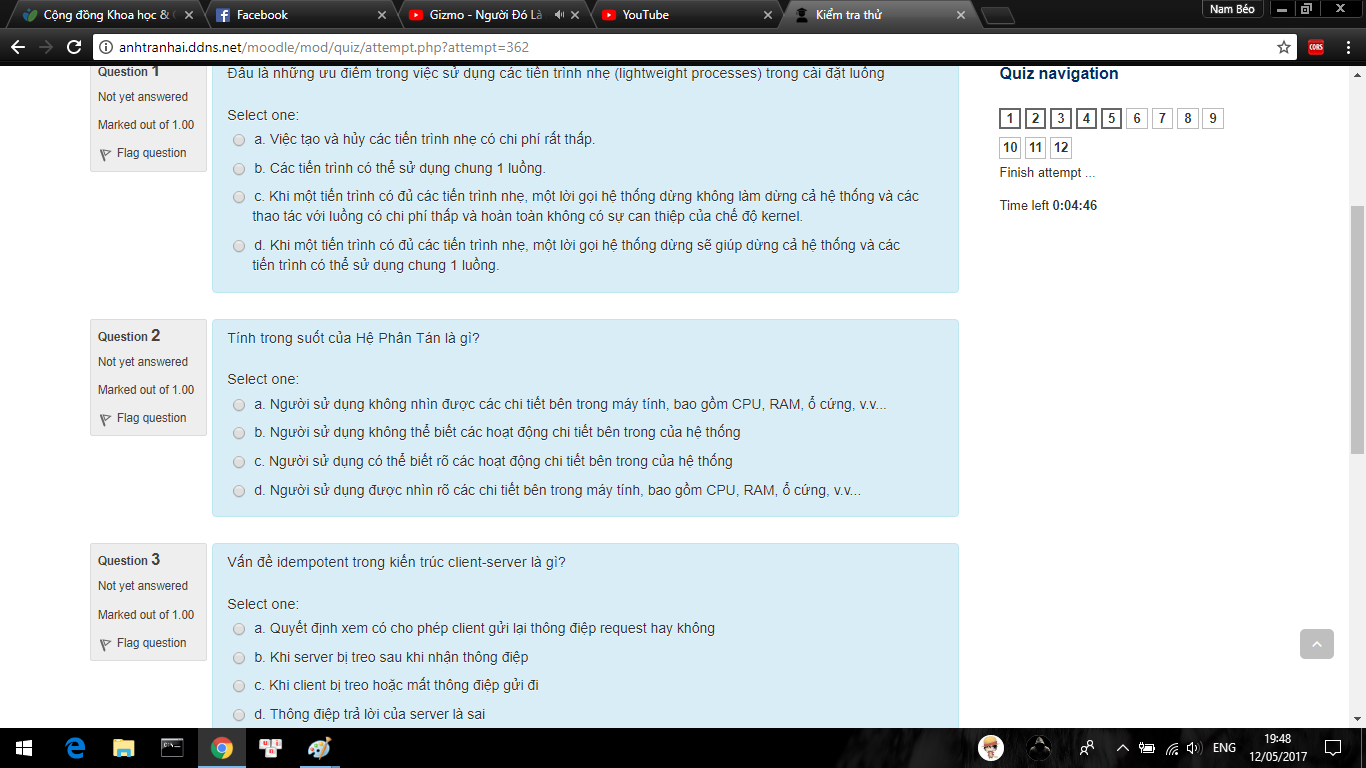 Cộng đồng Khoa học &
Facebook
Gizmo - Người Đó Là
YouTube
Kiểm tra thử
Nam Béo
anhtranhai.ddns.net/moodle/mod/quiz/attempt.php?attempt=362
CORS
Question 1
Not yet answered
Marked out of 1.00
Flag question
Đâu là những ưu điểm trong việc sử dụng các tiến trình nhẹ (lightweight processes) trong cài đặt luồng
Select one:
a. Việc tạo và hủy các tiến trình nhẹ có chi phí rất thấp.
b. Các tiến trình có thể sử dụng chung 1 luồng.
c. Khi một tiến trình có đủ các tiến trình nhẹ, một lời gọi hệ thống dừng không làm dừng cả hệ thống và các
thao tác với luồng có chi phí thấp và hoàn toàn không có sự can thiệp của chế độ kernel.
d. Khi một tiến trình có đủ các tiến trình nhẹ, một lời gọi hệ thống dừng sẽ giúp dừng cả hệ thống và các
tiến trình có thể sử dụng chung 1 luồng.
Question 2
Not yet answered
Marked out of 1.00
Flag question
Tính trong suốt của Hệ Phân Tán là gì?
Select one:
a. Người sử dụng không nhìn được các chi tiết bên trong máy tính, bao gồm CPU, RAM, ổ cứng, v.v...
b. Người sử dụng không thể biết các hoạt động chi tiết bên trong của hệ thống
c. Người sử dụng có thể biết rõ các hoạt động chi tiết bên trong của hệ thống
d. Người sử dụng được nhìn rõ các chi tiết bên trong máy tính, bao gồm CPU, RAM, ổ cứng, v.v...
Question 3
Not yet answered
Marked out of 1.00
Flag question
Vấn đề idempotent trong kiến trúc client-server là gì?
Select one:
a. Quyết định xem có cho phép client gửi lại thông điệp request hay không
b. Khi server bị treo sau khi nhận thông điệp
c. Khi client bị treo hoặc mất thông điệp gửi đi
d. Thông điệp trả lời của server là sai
Quiz navigation
1 2 3 4 5 6 7 8 9
10 11 12
Finish attempt ...
Time left 0:04:46
ENG
19:48
12/05/2017